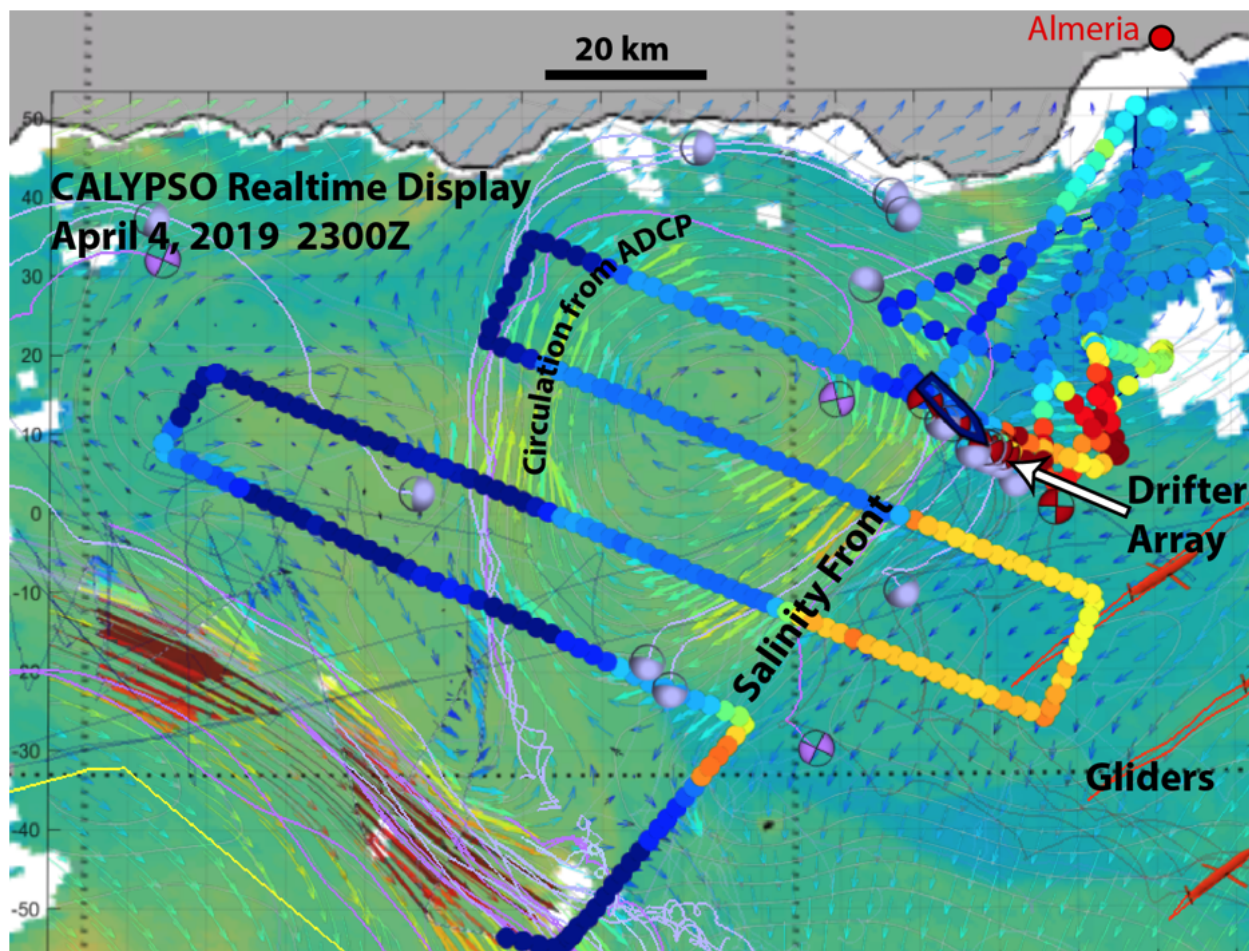 Almeria
20 km
50
CALYPSO Realtime Display
40
April 4, 2019 2300Z
30
Circulation from ADCP
20
10
Drifter
Array
0
Salinity Front
-10
-20
-30
Gliders
-40
-50